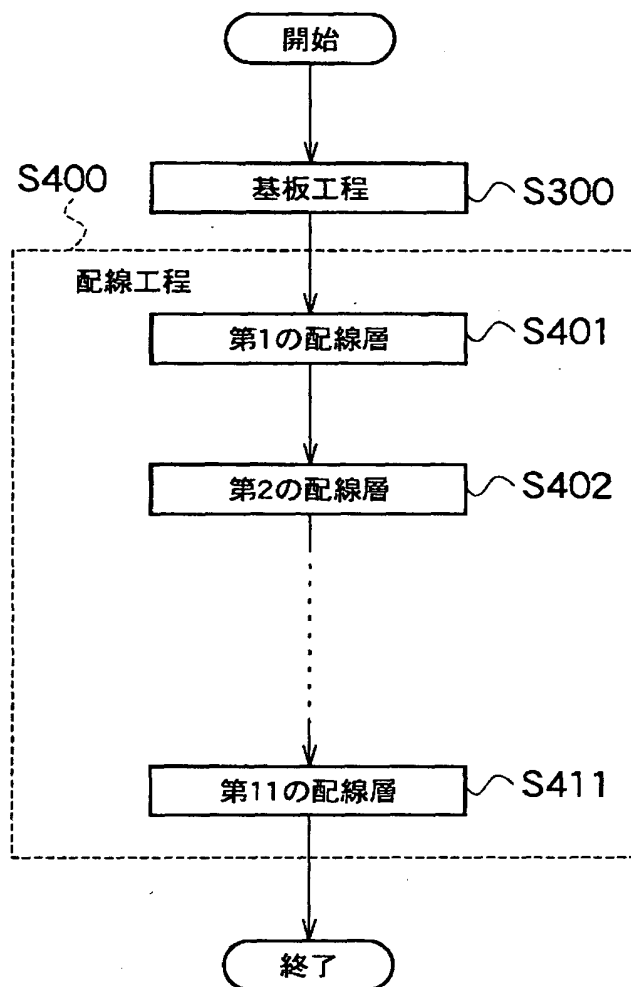 開始
S400
基板工程
S300
配線工程
第1の配線層
S401
第2の配線層
S402
第11の配線層
S411
終了